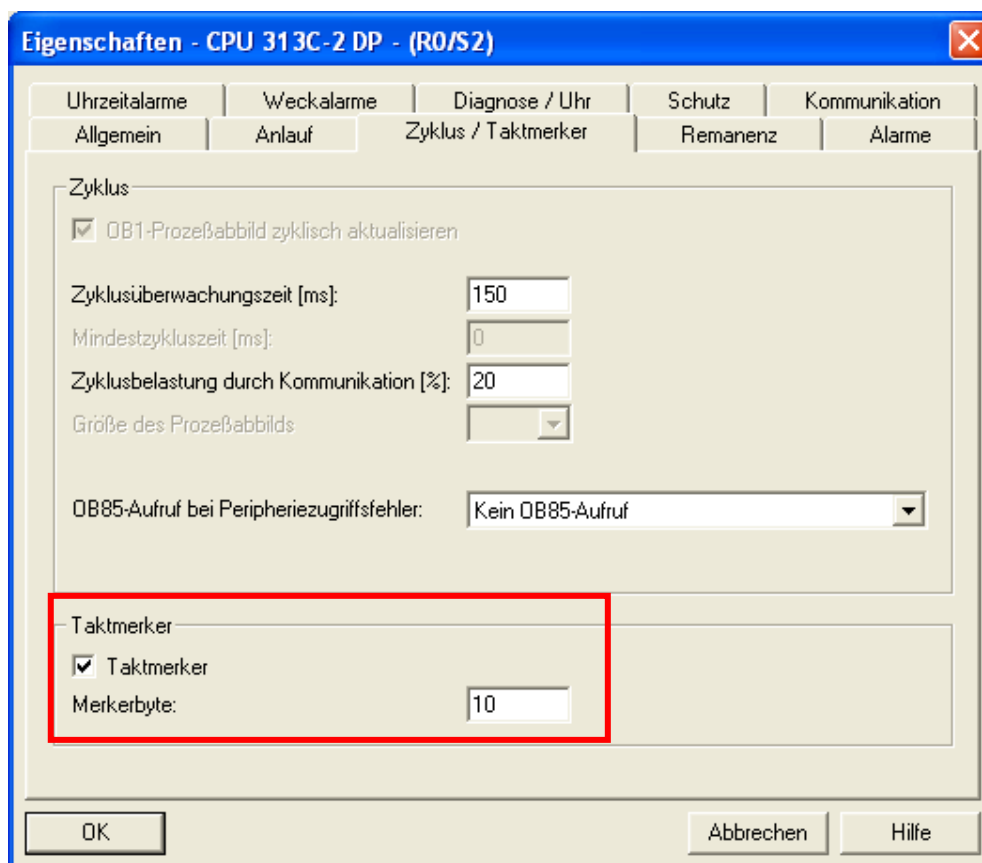 Eigenschaften - CPU 313C-2 DP - (R0/S2)
Uhrzeitalarme Weckalarme Diagnose / Uhr Schutz Kommunikation
Allgemein Anlauf Zyklus / Taktmerker Remanenz Alarme
Zyklus
OB1-Prozeßabbild zyklisch aktualisieren
Zyklusüberwachungszeit [ms]: 150
Mindestzykluszeit [ms]: 0
Zyklusbelastung durch Kommunikation [%]: 20
Größe des Prozeßabbilds
OB85-Aufruf bei Peripheriezugriffsfehler: Kein OB85-Aufruf
Taktmerker
Taktmerker
Merkerbyte: 10
OK Abbrechen Hilfe